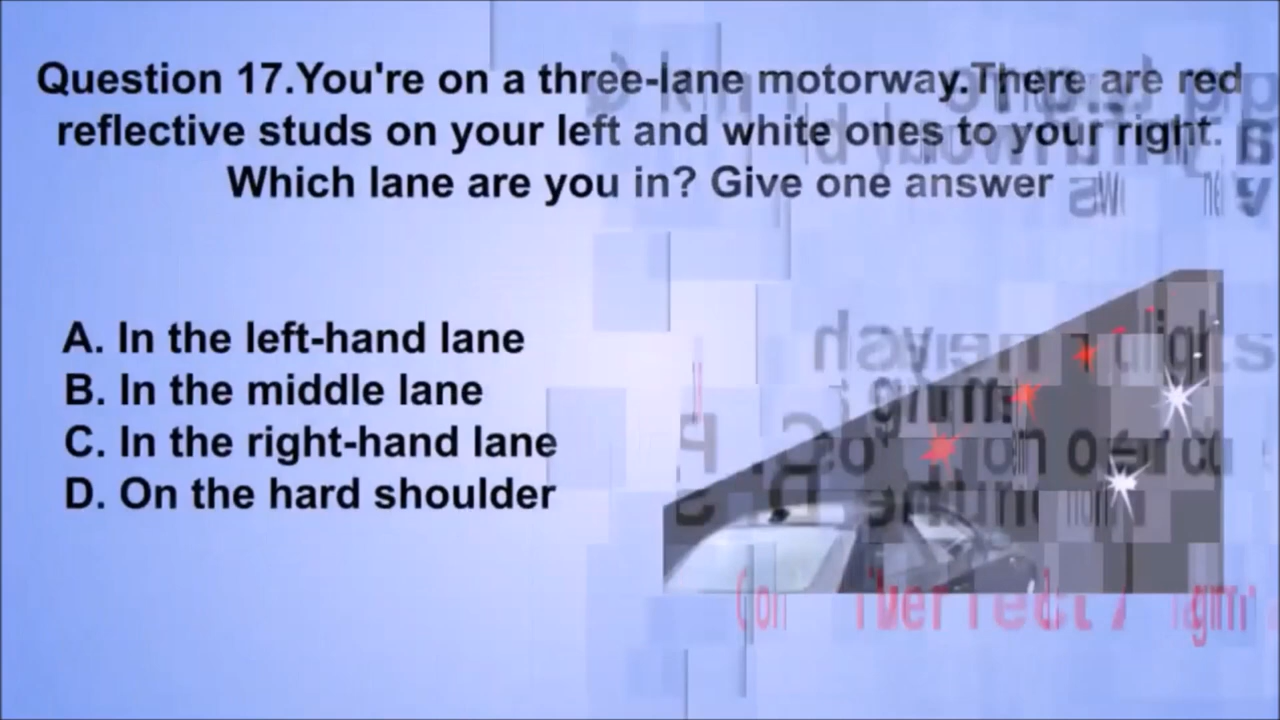 Question 17.You're on a three-lane motorway.There are red
reflective studs on your left and white ones to your right.
Which lane are you in? Give one answer
A. In the left-hand lane
B. In the middle lane
C. In the right-hand lane
D. On the hard shoulder